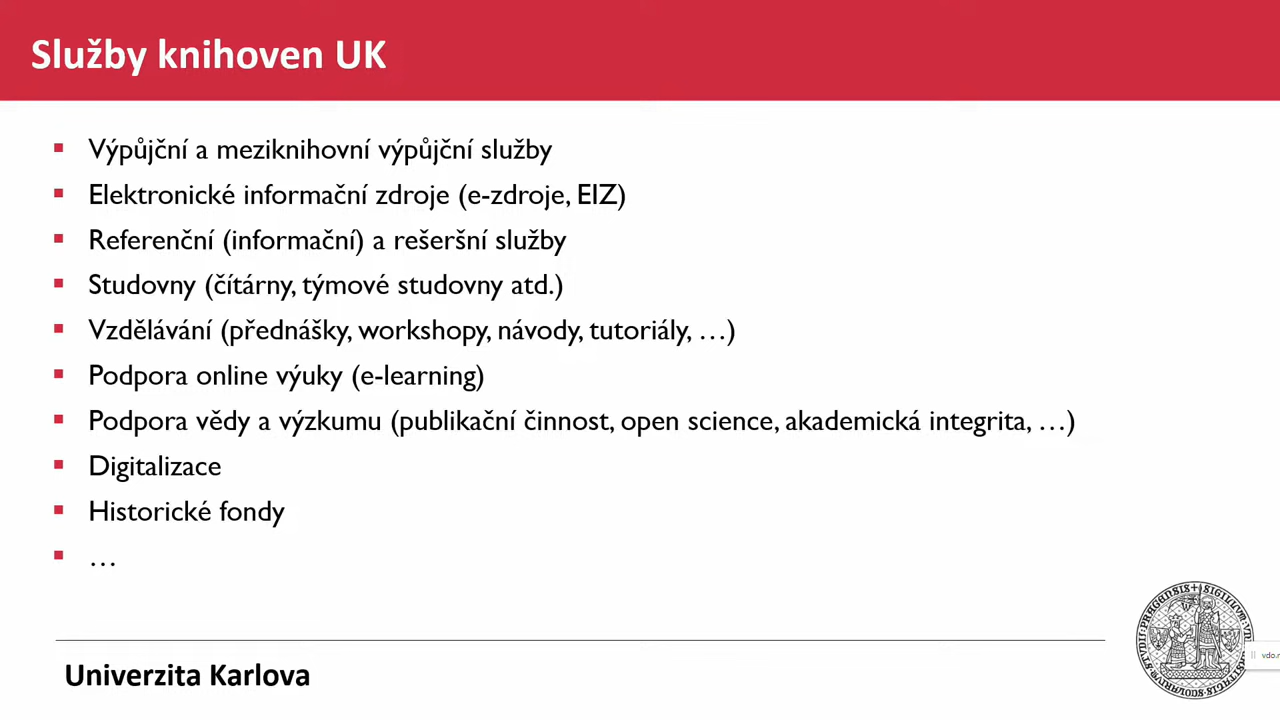 Služby knihoven UK
Výpůjční a meziknihovní výpůjční služby
Elektronické informační zdroje (e-zdroje, EIZ)
Referenční (informační) a rešeršní služby
Studovny (čítárny, týmové studovny atd.)
Vzdělávání (přednášky, workshopy, návody, tutoriály, …)
Podpora online výuky (e-learning)
Podpora vědy a výzkumu (publikační činnost, open science, akademická integrita, …)
Digitalizace
Historické fondy
…
Univerzita Karlova